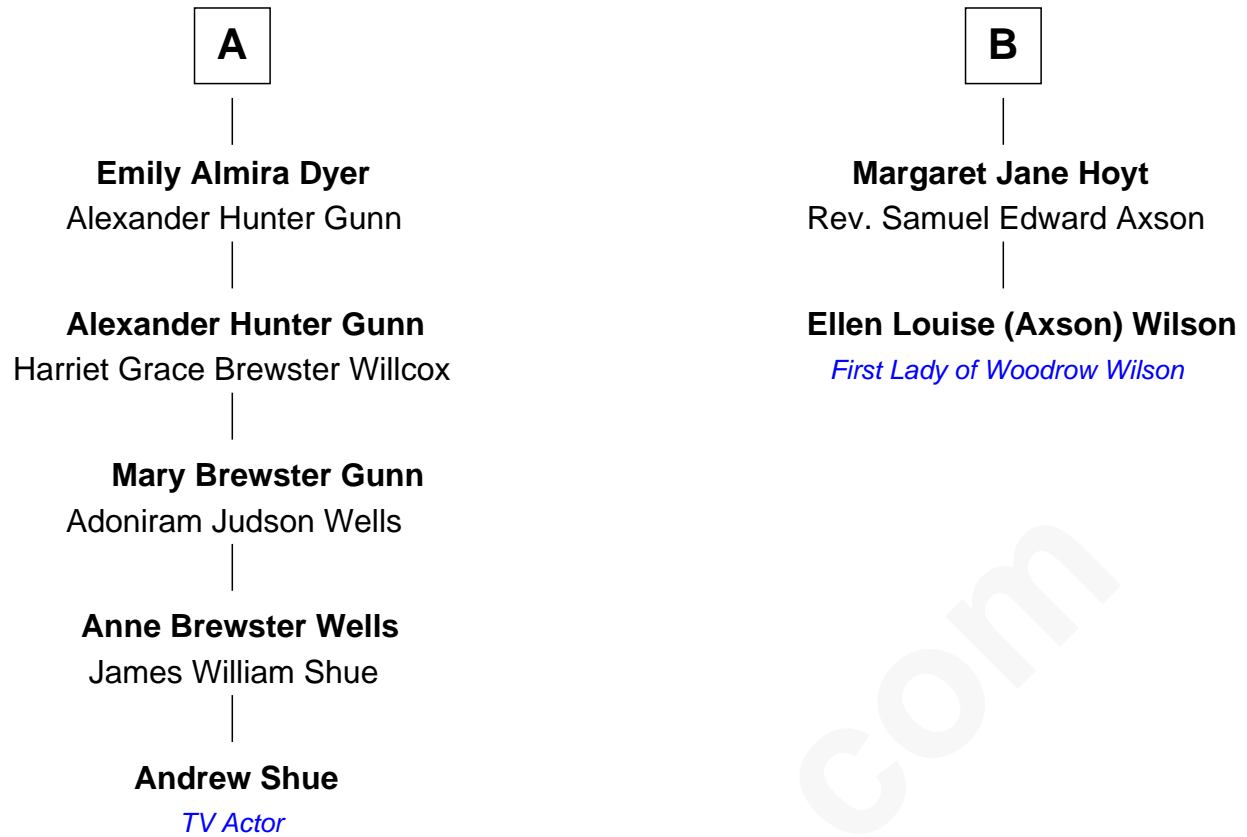 A
Emily Almira Dyer
Alexander Hunter Gunn
Alexander Hunter Gunn
Harriet Grace Brewster Willcox
Mary Brewster Gunn
Adoniram Judson Wells
Anne Brewster Wells
James William Shue
Andrew Shue
TV Actor
B
Margaret Jane Hoyt
Rev. Samuel Edward Axson
Ellen Louise (Axson) Wilson
First Lady of Woodrow Wilson
com